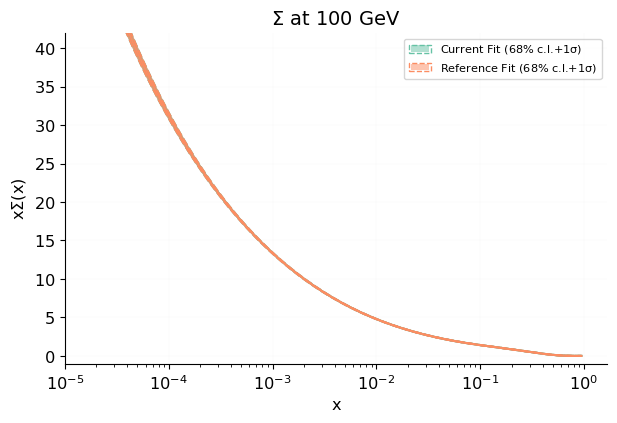 Σ at 100 GeV
Current Fit (68% c.l.+1σ)
Reference Fit (68% c.l.+1σ)
xΣ(x)
40
35
30
25
20
15
10
5
0
10⁻⁵ 10⁻⁴ 10⁻³ 10⁻² 10⁻¹ 10⁰
x